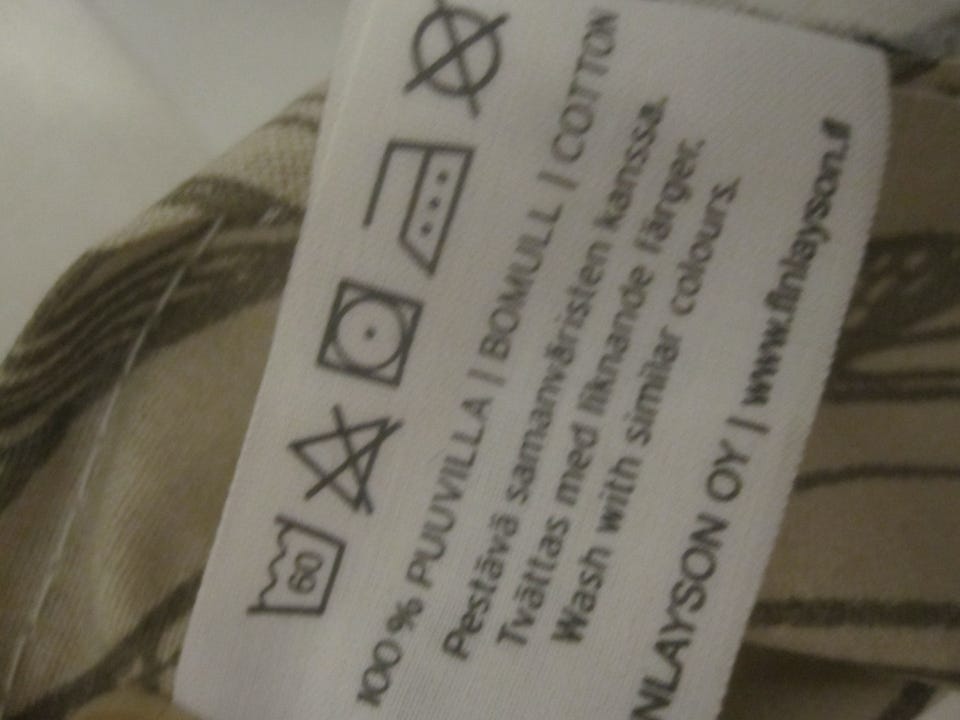 60
100% PUUVILLA | BOMULL | COTTON
Pestävä samanväristen kanssa.
Tvättas med liknande färger.
Wash with similar colours.
NLAYSON OY | www.finlayson.fi